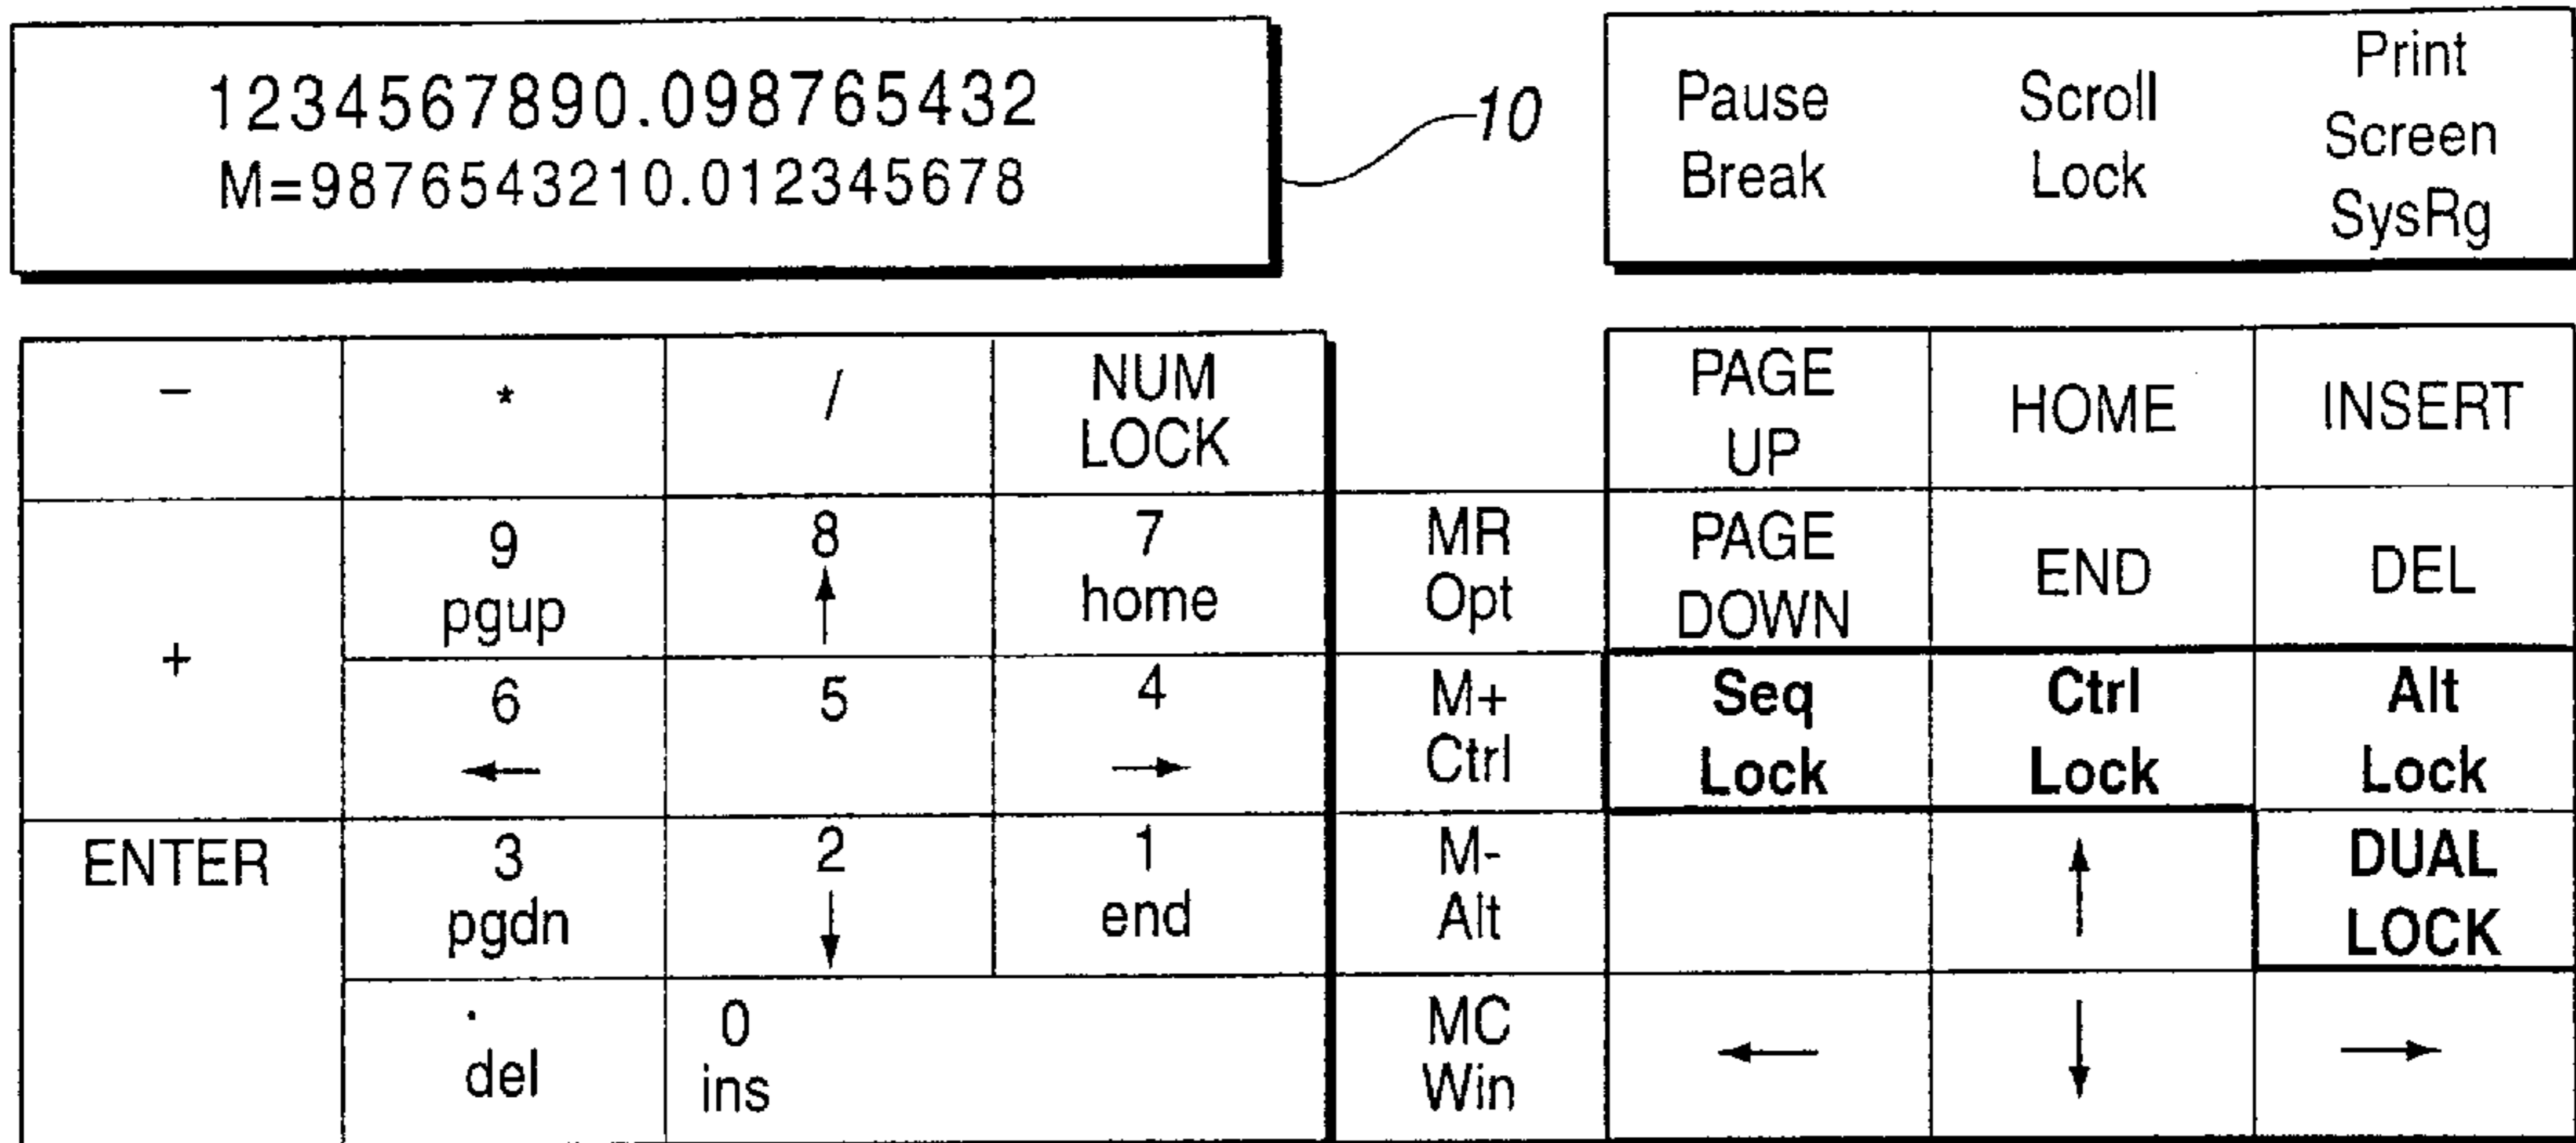 1234567890.098765432
M=9876543210.012345678
10
Pause
Break
Scroll
Lock
Print
Screen
SysRg
-
*
/
NUM
LOCK
PAGE
UP
HOME
INSERT
+
9
pgup
8
↑
7
home
MR
Opt
PAGE
DOWN
END
DEL
6
←
5
4
→
M+
Ctrl
Seq
Lock
Ctrl
Lock
Alt
Lock
ENTER
3
pgdn
2
↓
1
end
M-
Alt
↑
DUAL
LOCK
.
del
0
ins
MC
Win
←
↓
→